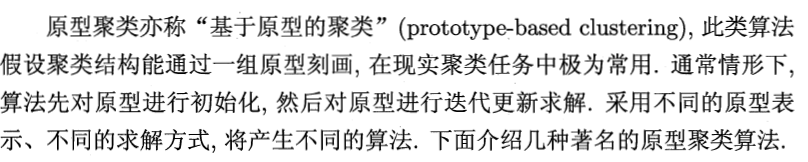 原型聚类亦称“基于原型的聚类”(prototype-based clustering), 此类算法
假设聚类结构能通过一组原型刻画, 在现实聚类任务中极为常用. 通常情形下,
算法先对原型进行初始化, 然后对原型进行迭代更新求解. 采用不同的原型表
示、不同的求解方式, 将产生不同的算法. 下面介绍几种著名的原型聚类算法.